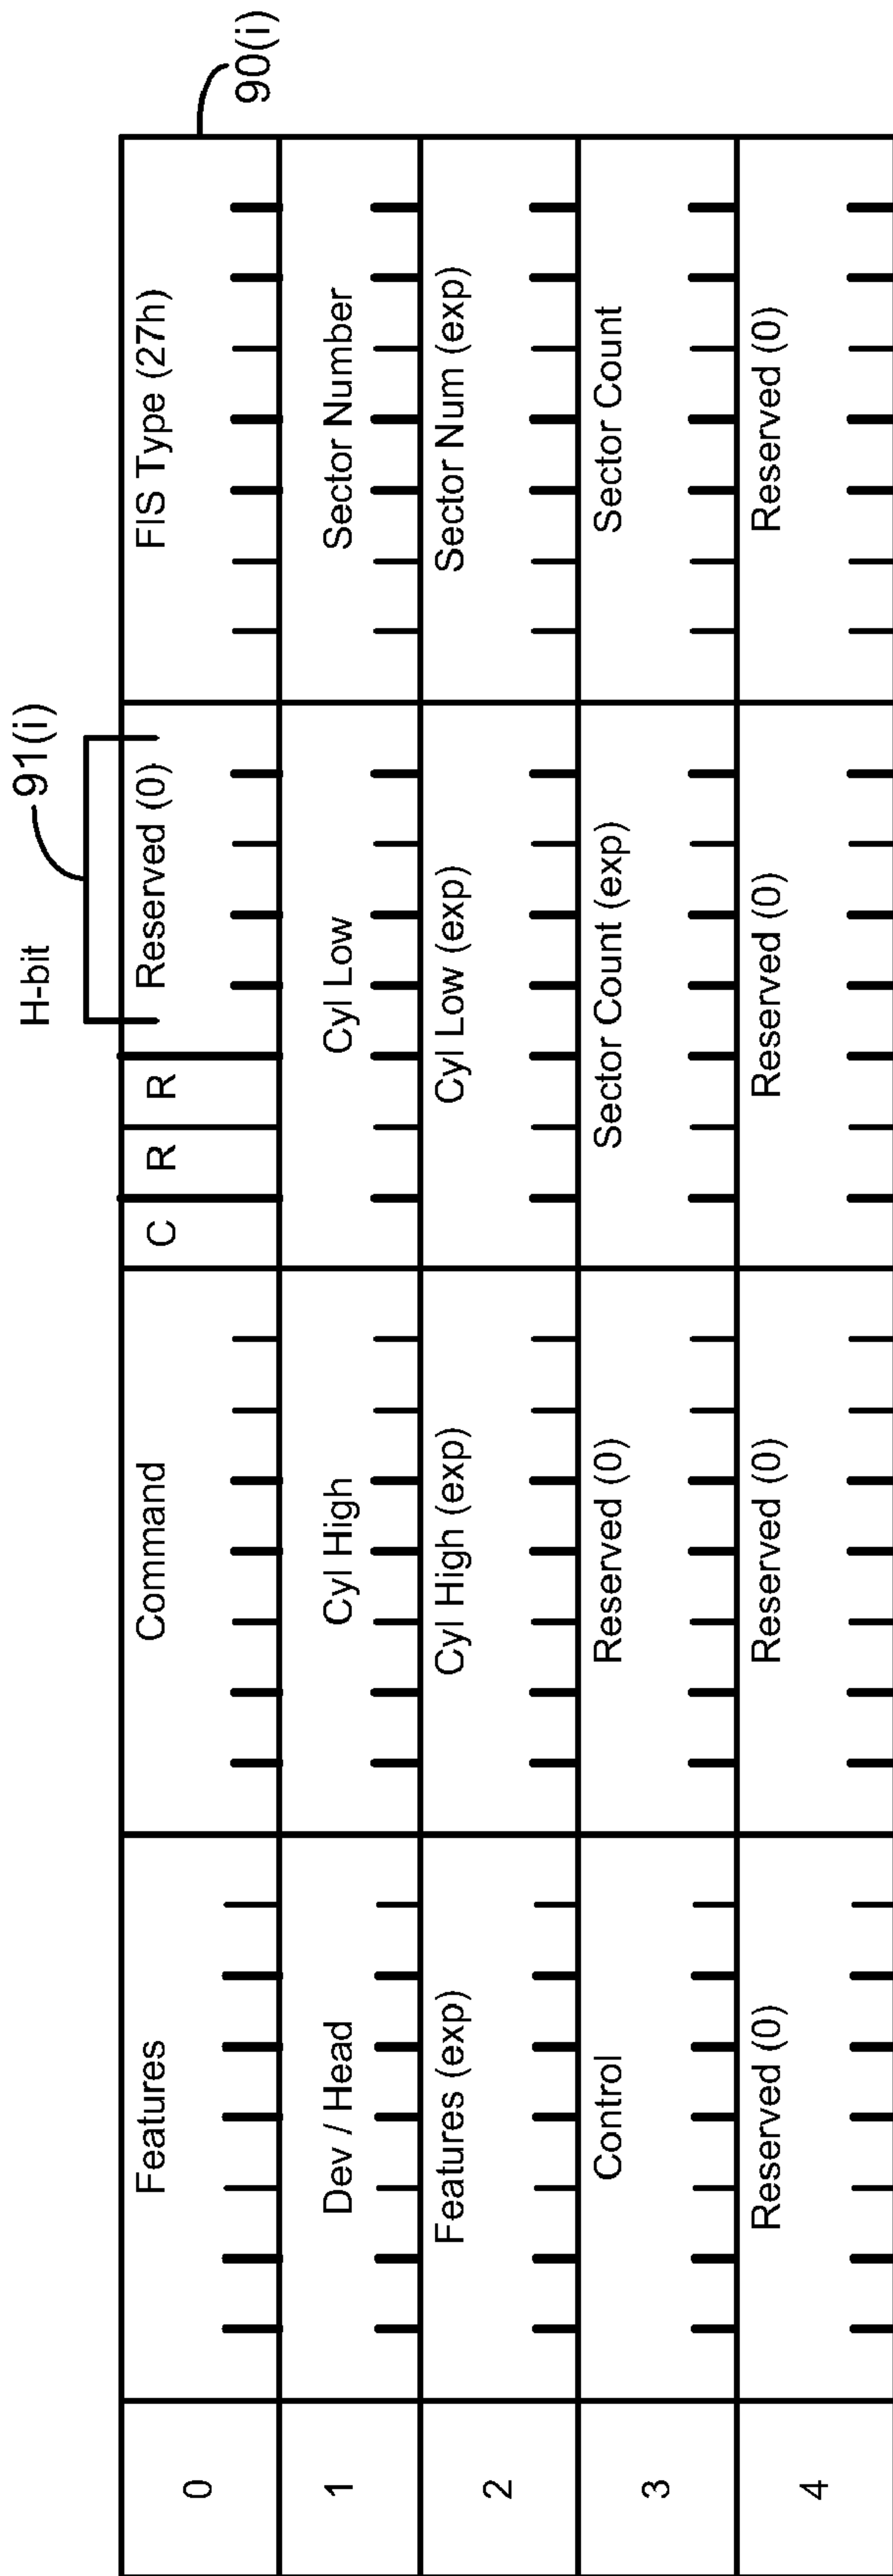 H-bit
91(i)
90(i)
0
Features
Command
C
R
R
Reserved (0)
FIS Type (27h)
1
Dev / Head
Cyl High
Cyl Low
Sector Number
2
Features (exp)
Cyl High (exp)
Cyl Low (exp)
Sector Num (exp)
3
Control
Reserved (0)
Sector Count (exp)
Sector Count
4
Reserved (0)
Reserved (0)
Reserved (0)
Reserved (0)